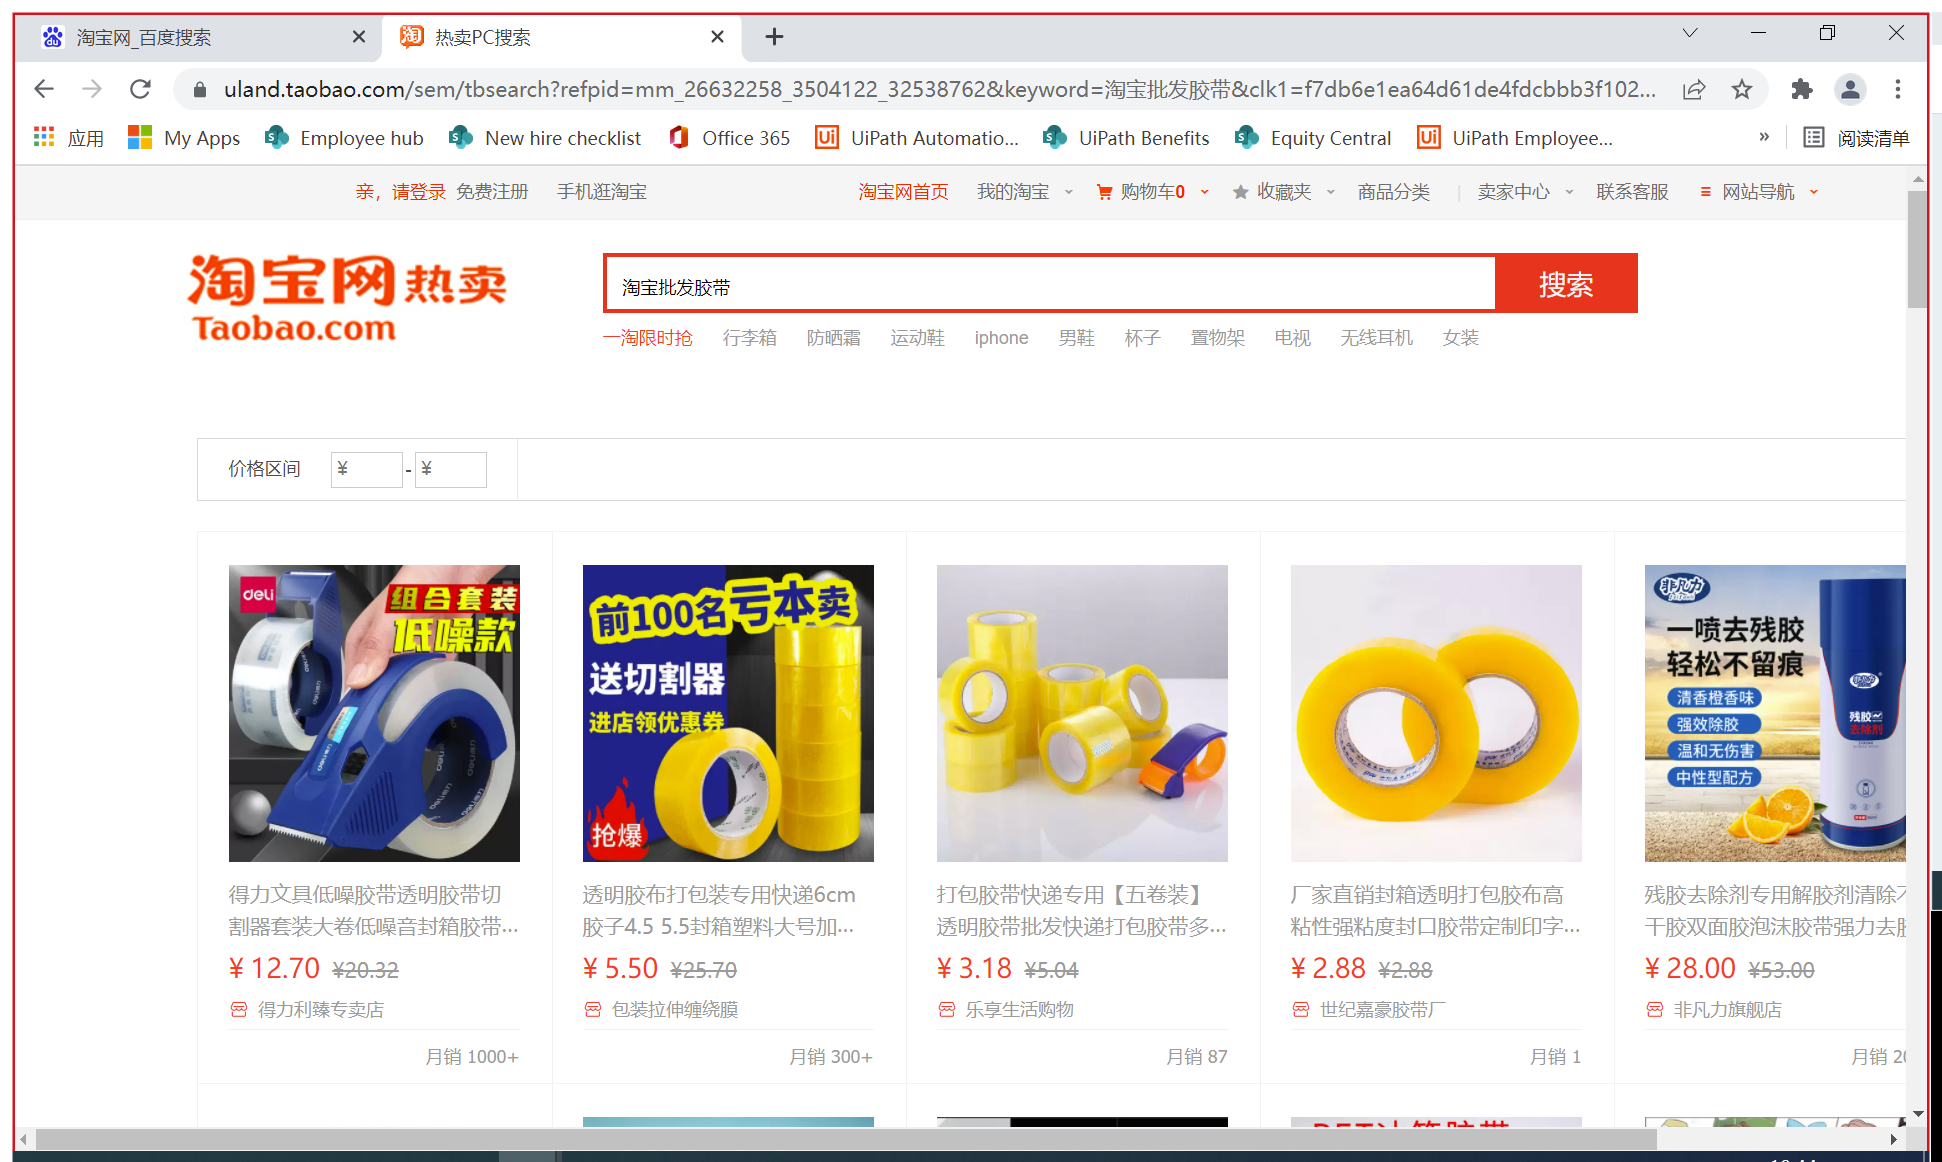 淘宝网_百度搜索
热卖PC搜索
uland.taobao.com/sem/tbsearch?refpid=mm_26632258_3504122_32538762&keyword=淘宝批发胶带&clk1=f7db6e1ea64d61de4fdcbbb3f102...
应用 My Apps Employee hub New hire checklist Office 365 UiPath Automatio... UiPath Benefits Equity Central UiPath Employee... » 阅读清单
亲，请登录 免费注册 手机逛淘宝 淘宝网首页 我的淘宝 购物车0 收藏夹 商品分类 卖家中心 联系客服 网站导航
淘宝网热卖
Taobao.com
淘宝批发胶带 搜索
一淘限时抢 行李箱 防晒霜 运动鞋 iphone 男鞋 杯子 置物架 电视 无线耳机 女装
价格区间 ¥ - ¥
deli
组合套装
低噪款
前100名亏本卖
送切割器
进店领优惠券
抢爆
非凡力
一喷去残胶
轻松不留痕
清香橙香味
强效除胶
温和无伤害
中性型配方
残胶
去除剂
得力文具低噪胶带透明胶带切
割器套装大卷低噪音封箱胶带...
¥ 12.70 ¥20.32
得力利臻专卖店
月销 1000+
透明胶布打包装专用快递6cm
胶子4.5 5.5封箱塑料大号加...
¥ 5.50 ¥25.70
包装拉伸缠绕膜
月销 300+
打包胶带快递专用【五卷装】
透明胶带批发快递打包胶带多...
¥ 3.18 ¥5.04
乐享生活购物
月销 87
厂家直销封箱透明打包胶布高
粘性强粘度封口胶带定制印字...
¥ 2.88 ¥2.88
世纪嘉豪胶带厂
月销 1
残胶去除剂专用解胶剂清除不
干胶双面胶泡沫胶带强力去胶
¥ 28.00 ¥53.00
非凡力旗舰店
月销 20